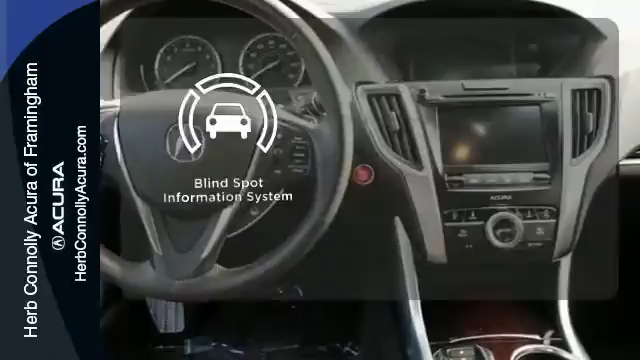 Herb Connolly Acura of Framingham
ACURA
HerbConnollyAcura.com
Blind Spot
Information System
ACURA